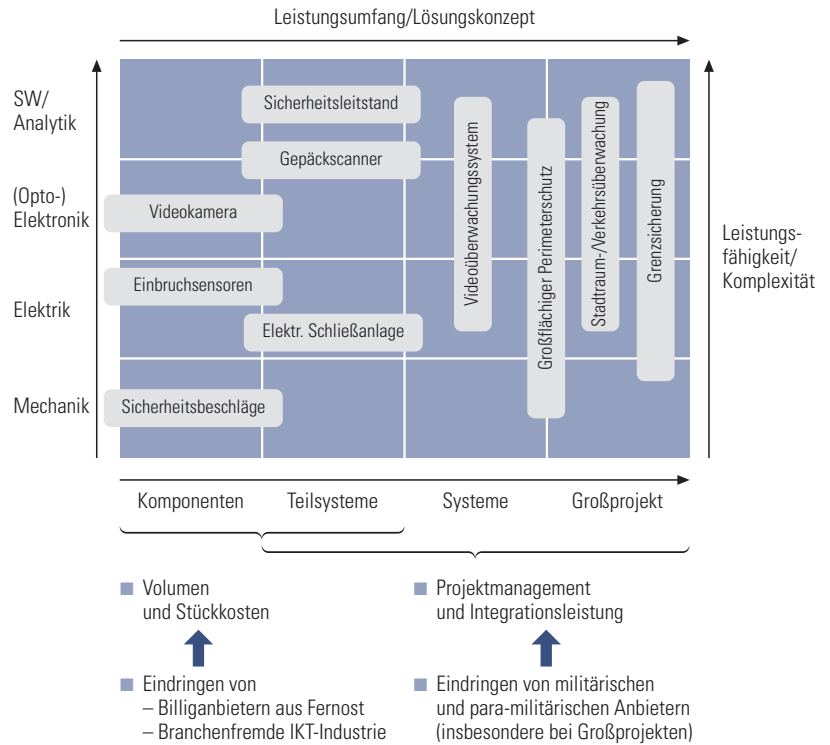 Leistungsumfang/Lösungskonzept
SW/
Analytik
(Opto-)
Elektronik
Elektrik
Mechanik
Sicherheitsleitstand
Gepäckscanner
Videokamera
Einbruchsensoren
Elektr. Schließanlage
Sicherheitsbeschläge
Videoüberwachungssystem
Großflächiger Perimeterschutz
Stadtraum-/Verkehrsüberwachung
Grenzsicherung
Leistungs-
fähigkeit/
Komplexität
Komponenten
Teilsysteme
Systeme
Großprojekt
Volumen
und Stückkosten
Eindringen von
– Billiganbietern aus Fernost
– Branchenfremde IKT-Industrie
Projektmanagement
und Integrationsleistung
Eindringen von militärischen
und para-militärischen Anbietern
(insbesondere bei Großprojekten)